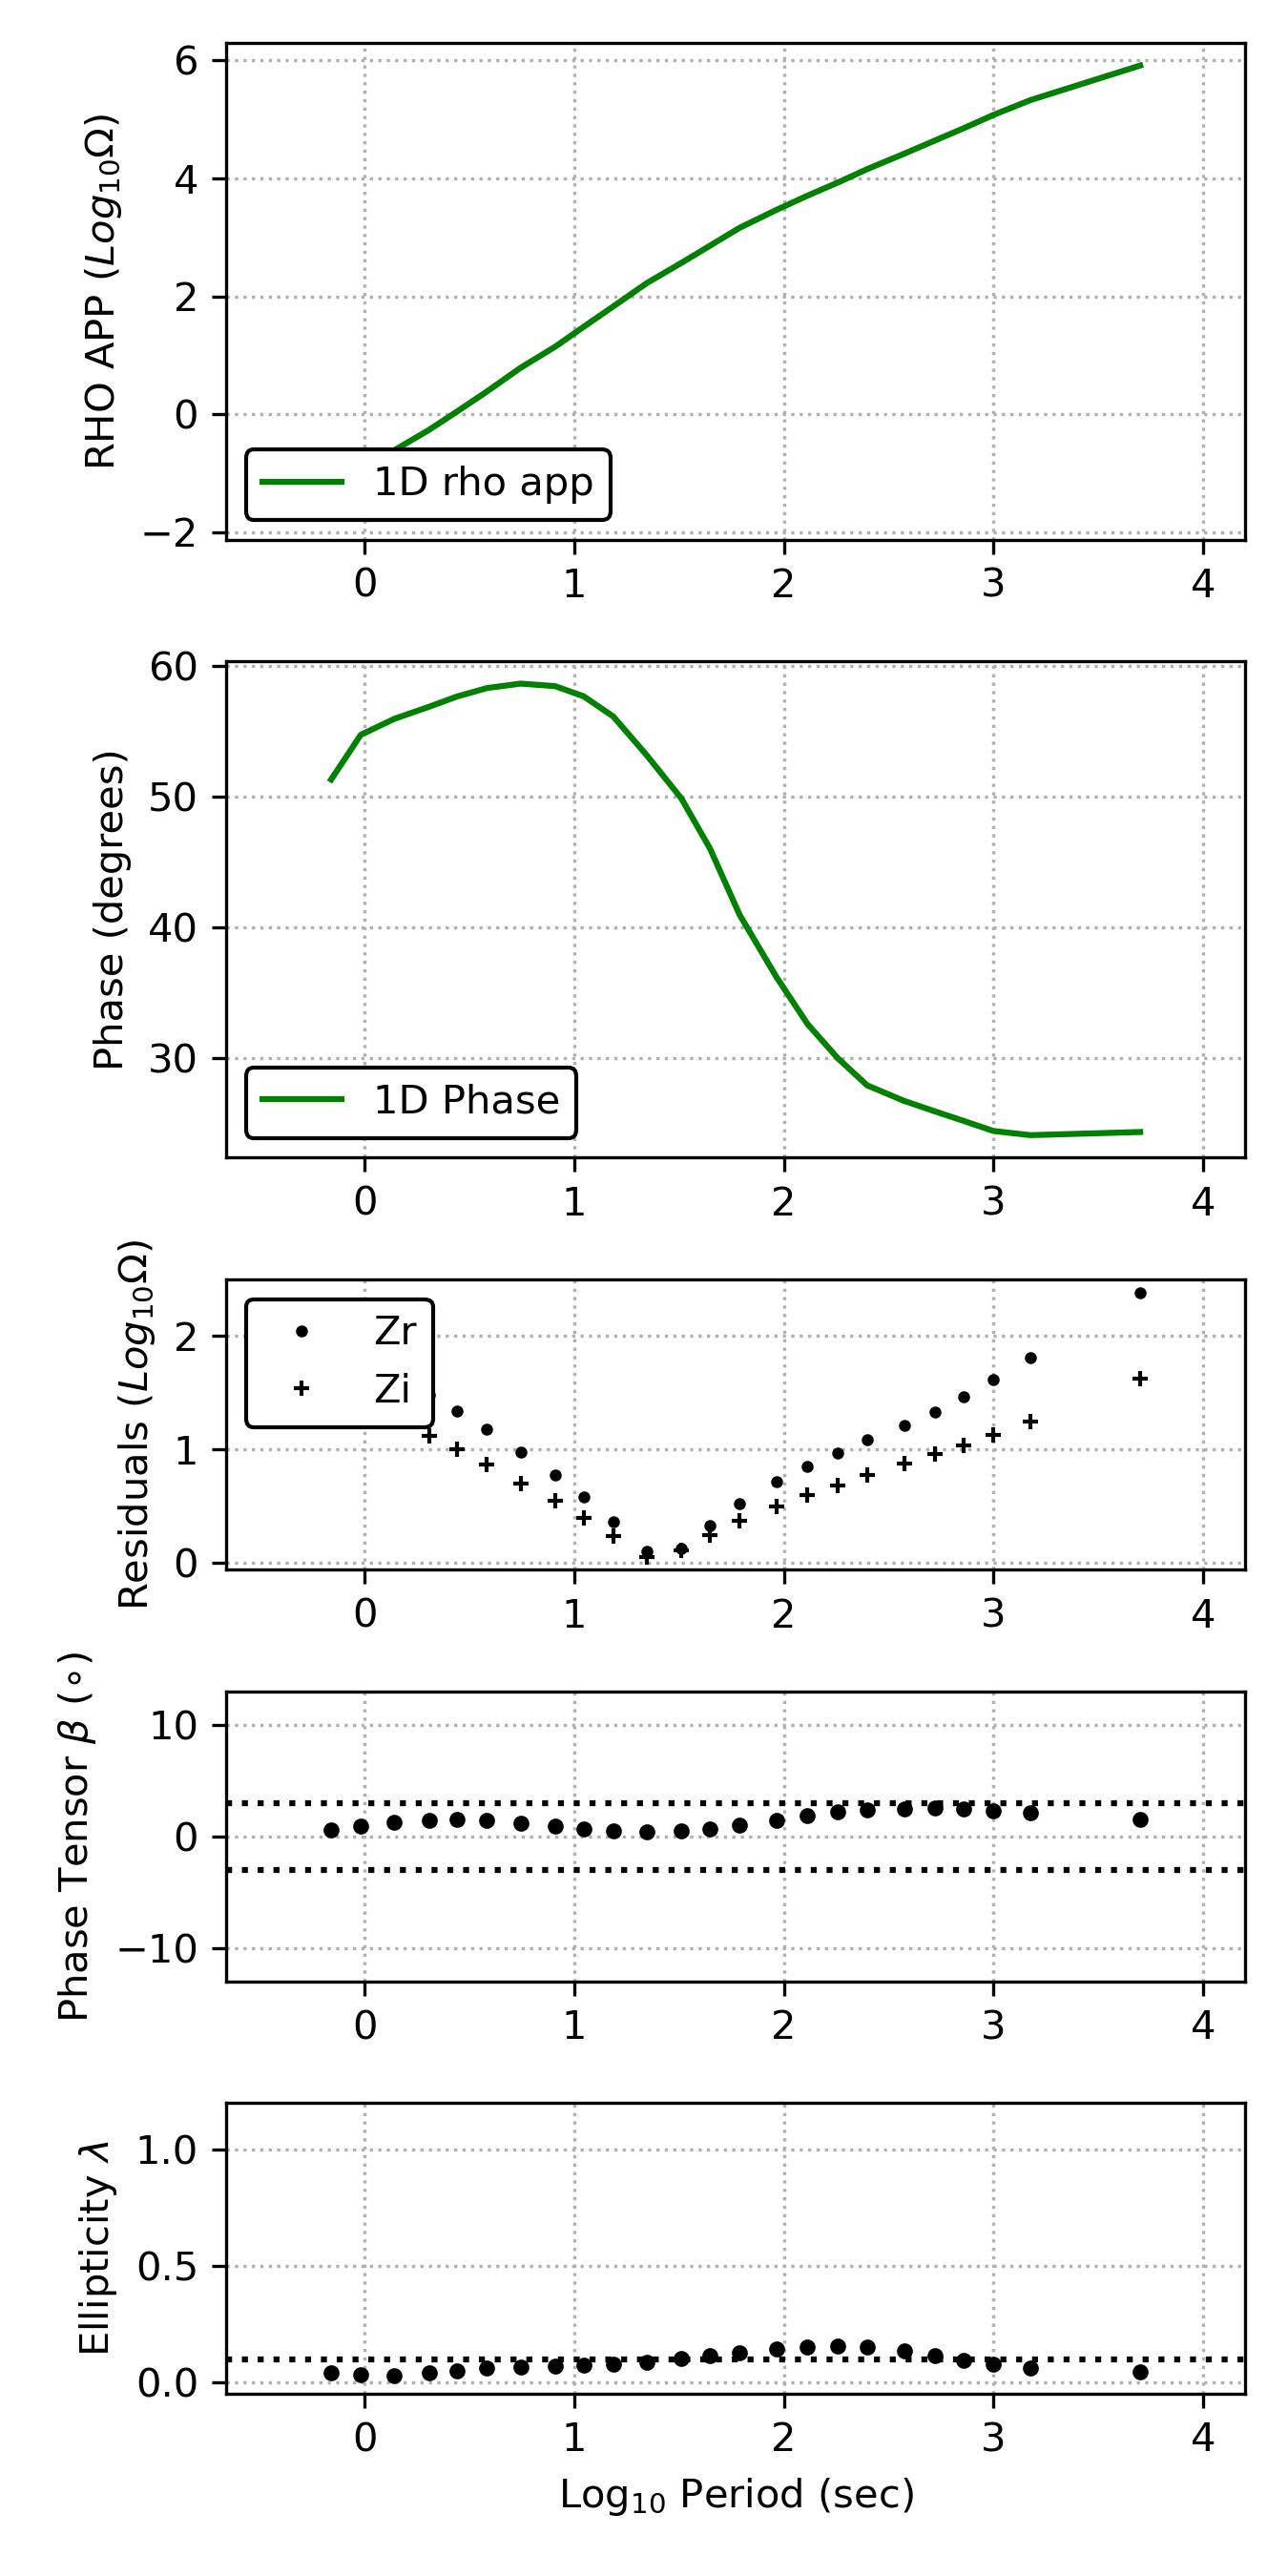 RHO APP (Log₁₀Ω)
6
4
2
0
−2
1D rho app
0 1 2 3 4
Phase (degrees)
60
50
40
30
1D Phase
0 1 2 3 4
Residuals (Log₁₀Ω)
2
1
0
Zr
Zi
0 1 2 3 4
Phase Tensor β (∘)
10
0
−10
0 1 2 3 4
Ellipticity λ
1.0
0.5
0.0
0 1 2 3 4
Log₁₀ Period (sec)